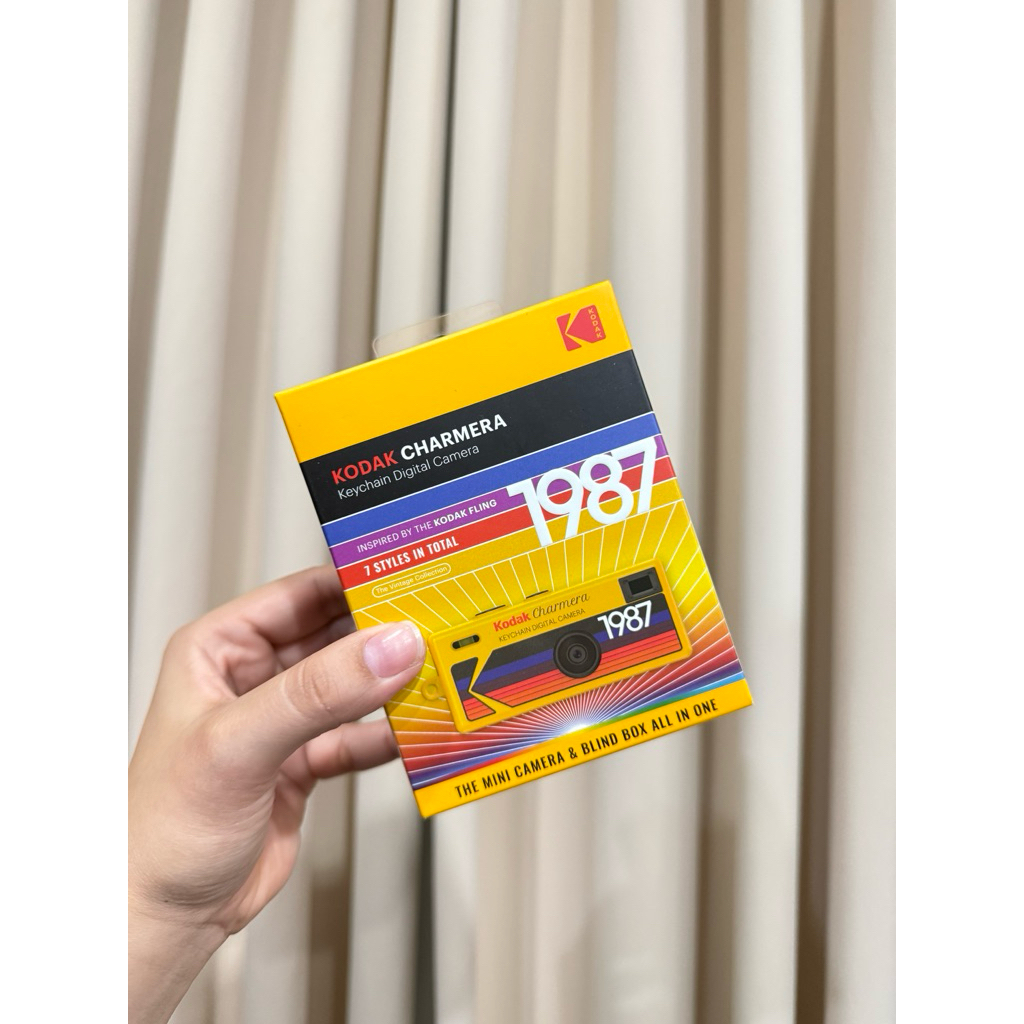 KODAK
KODAK CHARMERA
Keychain Digital Camera
1987
INSPIRED BY THE KODAK FLING
7 STYLES IN TOTAL
The Vintage Collection
Kodak Charmera
KEYCHAIN DIGITAL CAMERA
1987
THE MINI CAMERA & BLIND BOX ALL IN ONE